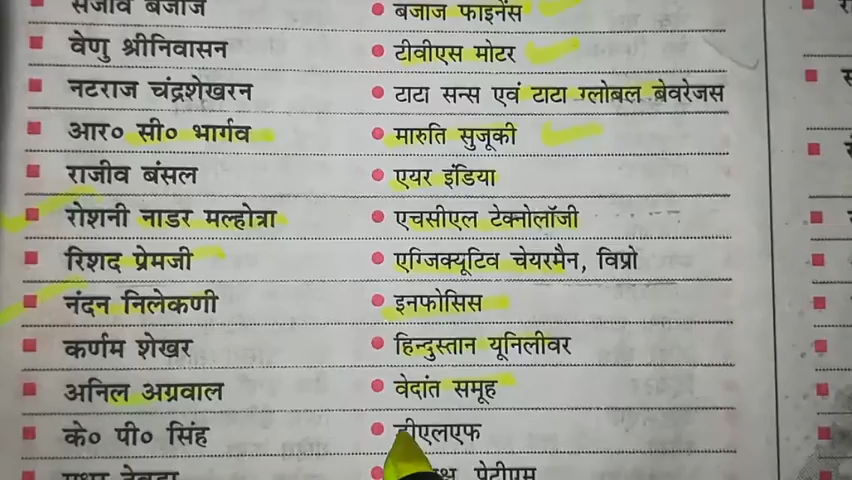 संजीव बजाज बजाज फाइनेंस
वेणु श्रीनिवासन टीवीएस मोटर
नटराज चंद्रशेखरन टाटा सन्स एवं टाटा ग्लोबल बेवरेजस
आर० सी० भार्गव मारुति सुजूकी
राजीव बंसल एयर इंडिया
रोशनी नाडर मल्होत्रा एचसीएल टेक्नोलॉजी
रिशद प्रेमजी एग्जिक्यूटिव चेयरमैन, विप्रो
नंदन निलेकणी इनफोसिस
कर्णम शेखर हिन्दुस्तान यूनिलीवर
अनिल अग्रवाल वेदांत समूह
के० पी० सिंह डीएलएफ
पेटीएम